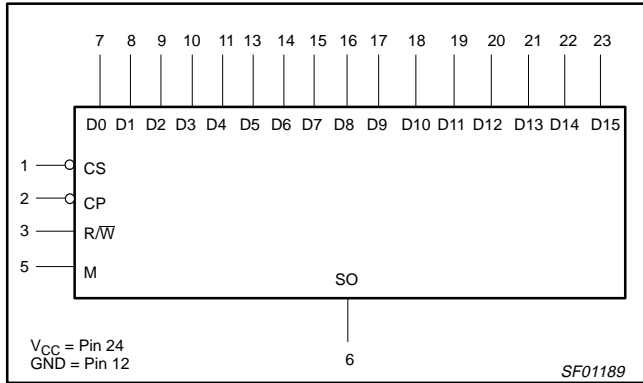 7 8 9 10 11 13 14 15 16 17 18 19 20 21 22 23
D0 D1 D2 D3 D4 D5 D6 D7 D8 D9 D10 D11 D12 D13 D14 D15
1 CS
2 CP
3 R/W̅
5 M
SO
6
VCC = Pin 24
GND = Pin 12
SF01189